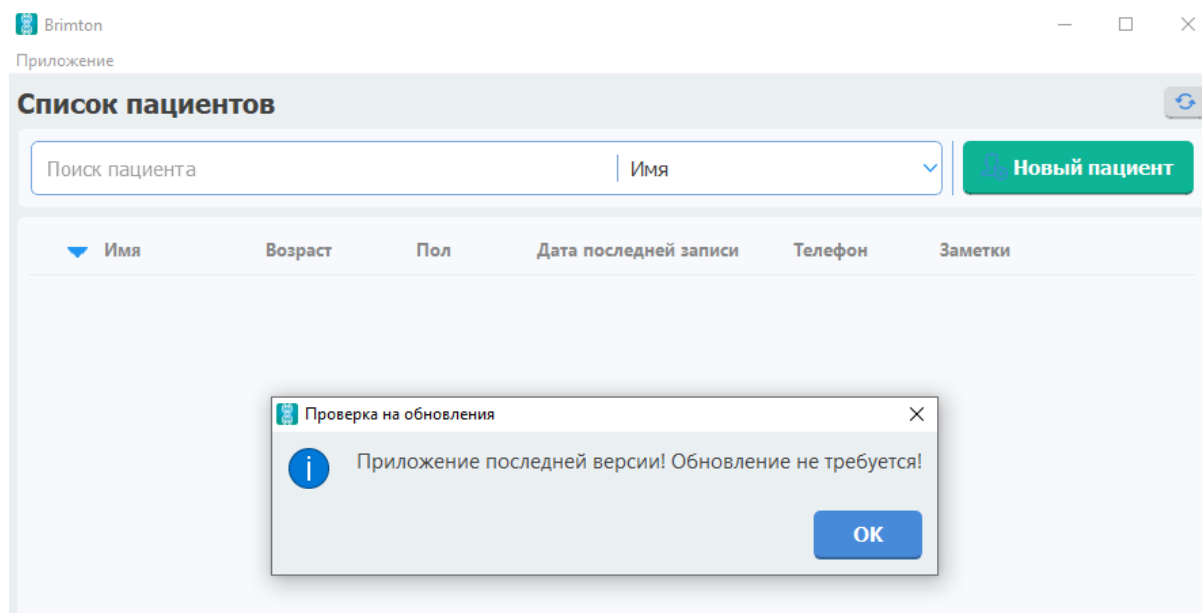 Brimton
Приложение
Список пациентов
Поиск пациента Имя Новый пациент
Имя Возраст Пол Дата последней записи Телефон Заметки
Проверка на обновления
Приложение последней версии! Обновление не требуется!
ОК